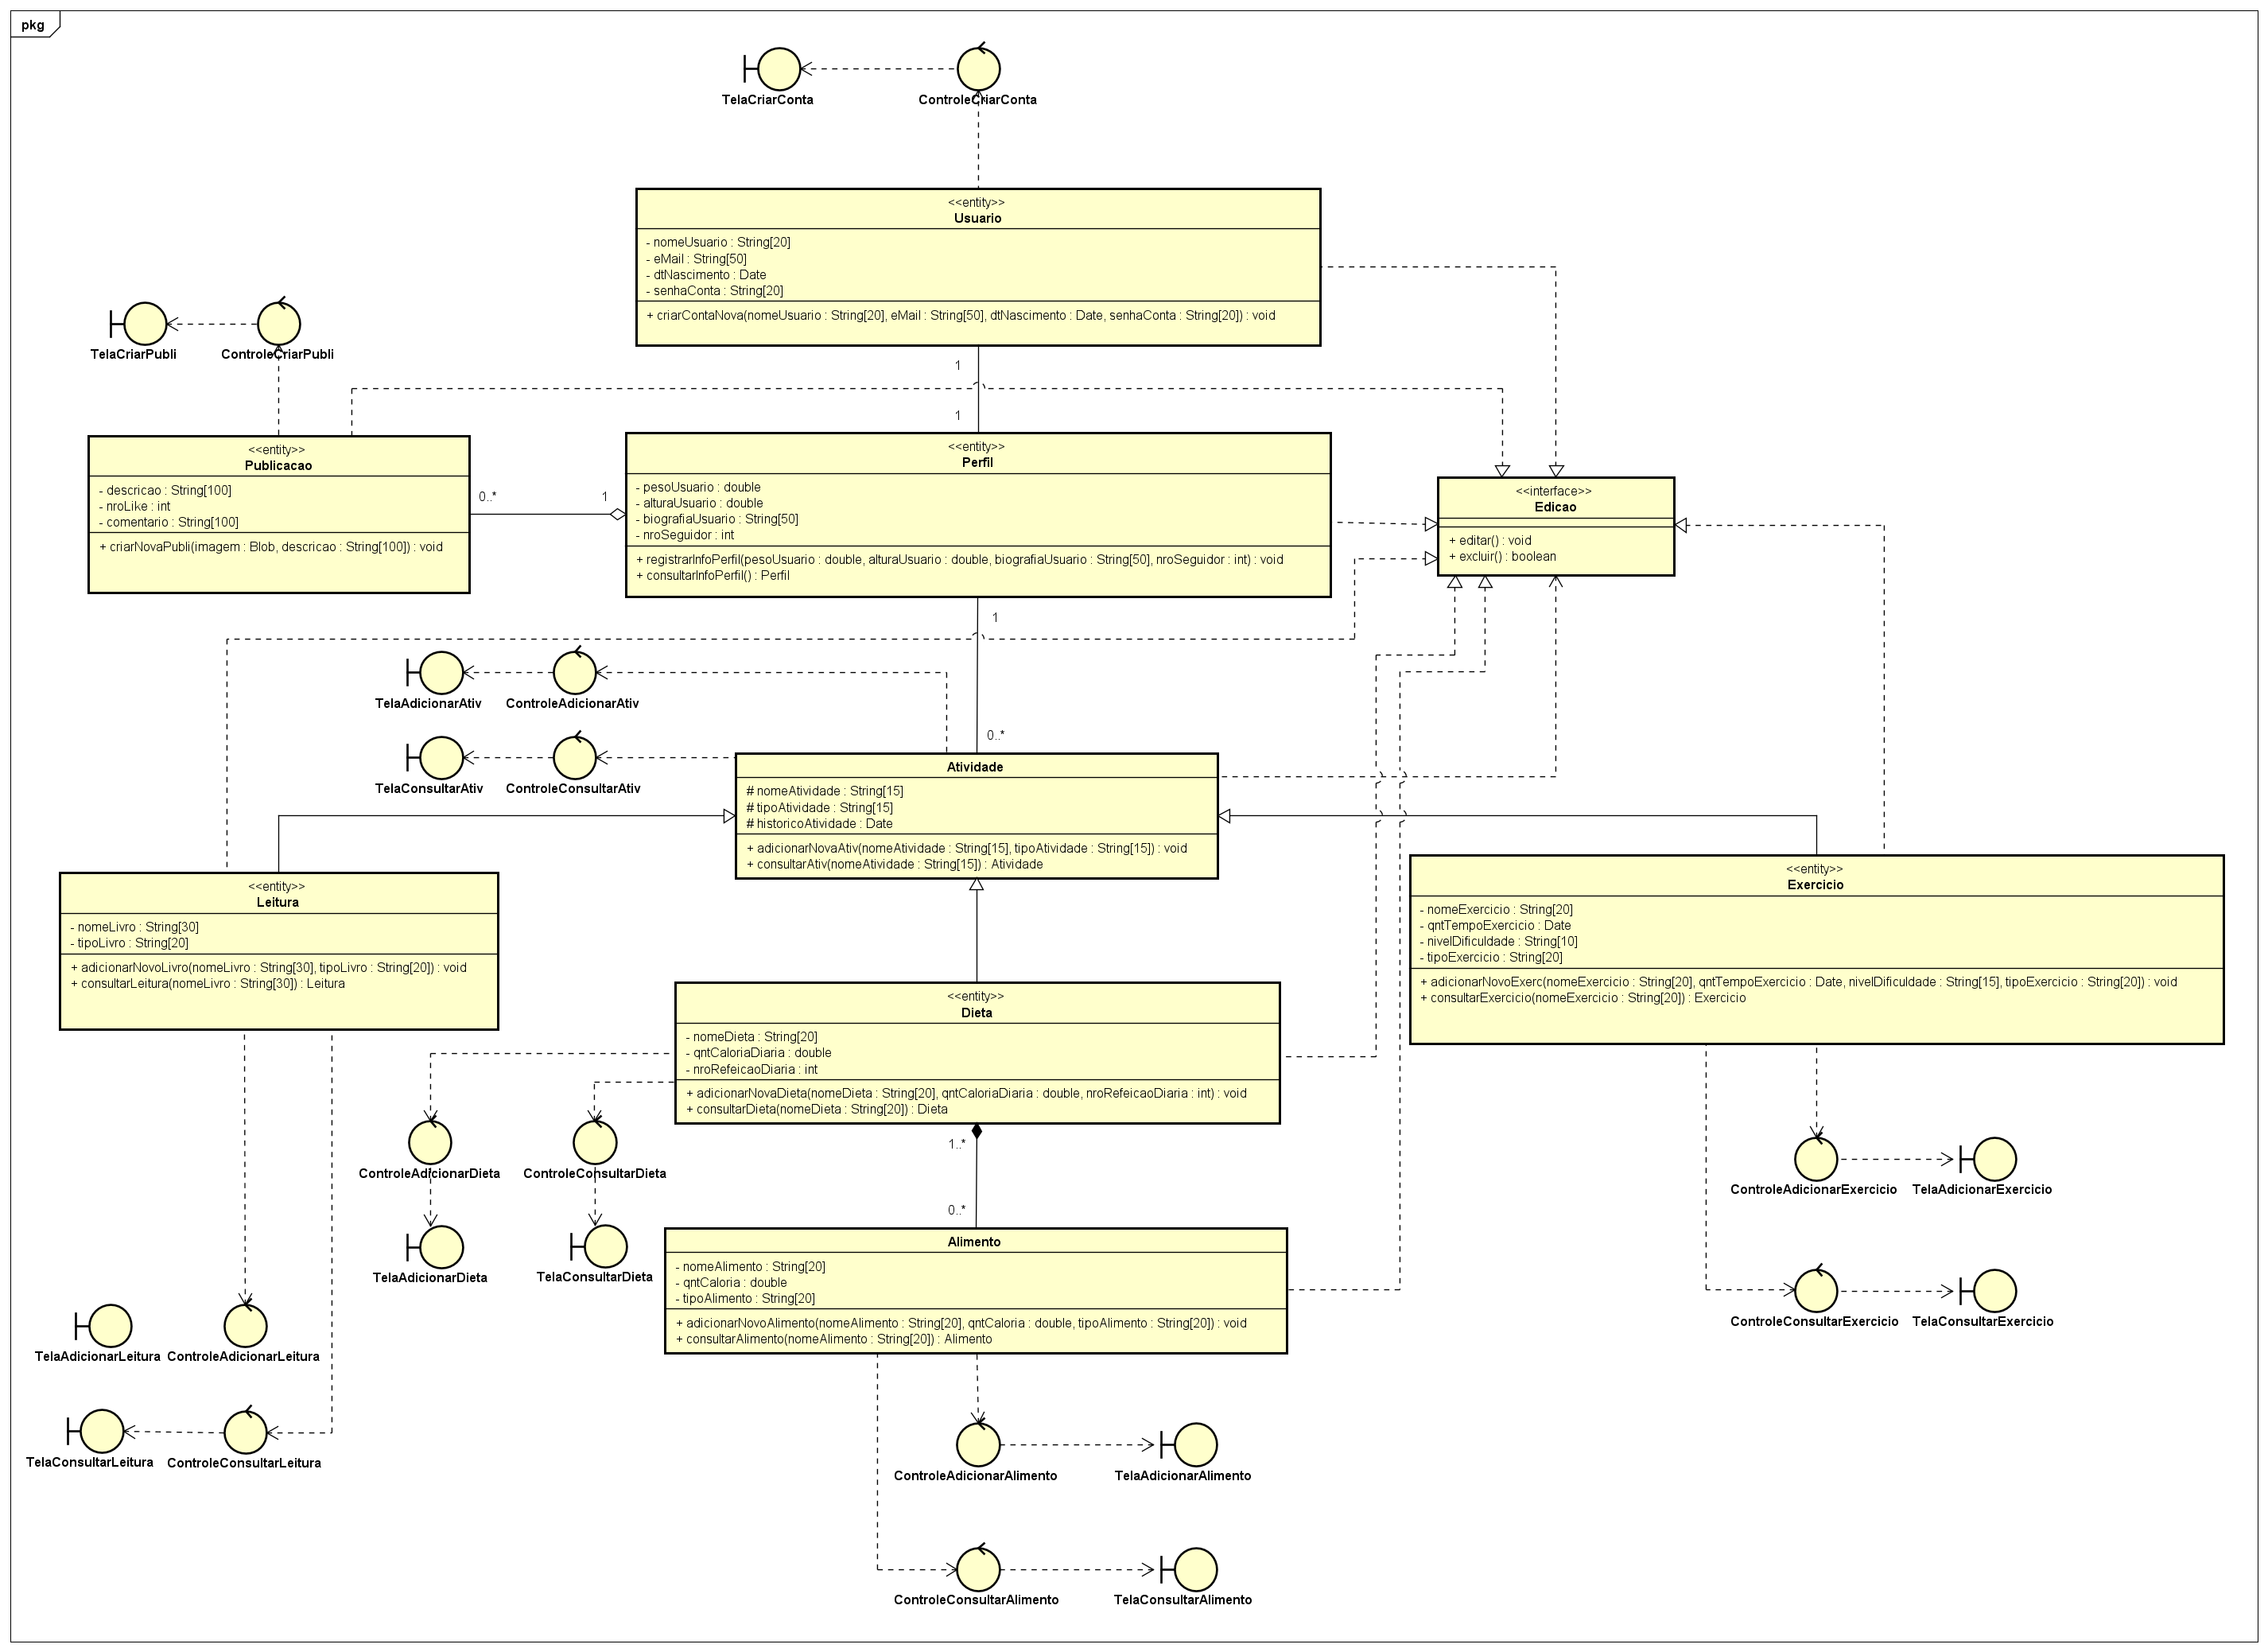 pkg
TelaCriarConta
ControleCriarConta
<<entity>>
Usuario
- nomeUsuario : String[20]
- eMail : String[50]
- dtNascimento : Date
- senhaConta : String[20]
+ criarContaNova(nomeUsuario : String[20], eMail : String[50], dtNascimento : Date, senhaConta : String[20]) : void
TelaCriarPubli
ControleCriarPubli
1
1
<<entity>>
Publicacao
- descricao : String[100]
- nroLike : int
- comentario : String[100]
+ criarNovaPubli(imagem : Blob, descricao : String[100]) : void
0..*
1
<<entity>>
Perfil
- pesoUsuario : double
- alturaUsuario : double
- biografiaUsuario : String[50]
- nroSeguidor : int
+ registrarInfoPerfil(pesoUsuario : double, alturaUsuario : double, biografiaUsuario : String[50], nroSeguidor : int) : void
+ consultarInfoPerfil() : Perfil
<<interface>>
Edicao
+ editar() : void
+ excluir() : boolean
1
0..*
TelaAdicionarAtiv
ControleAdicionarAtiv
TelaConsultarAtiv
ControleConsultarAtiv
Atividade
# nomeAtividade : String[15]
# tipoAtividade : String[15]
# historicoAtividade : Date
+ adicionarNovaAtiv(nomeAtividade : String[15], tipoAtividade : String[15]) : void
+ consultarAtiv(nomeAtividade : String[15]) : Atividade
<<entity>>
Leitura
- nomeLivro : String[30]
- tipoLivro : String[20]
+ adicionarNovoLivro(nomeLivro : String[30], tipoLivro : String[20]) : void
+ consultarLeitura(nomeLivro : String[30]) : Leitura
<<entity>>
Exercicio
- nomeExercicio : String[20]
- qntTempoExercicio : Date
- nivelDificuldade : String[10]
- tipoExercicio : String[20]
+ adicionarNovoExerc(nomeExercicio : String[20], qntTempoExercicio : Date, nivelDificuldade : String[15], tipoExercicio : String[20]) : void
+ consultarExercicio(nomeExercicio : String[20]) : Exercicio
<<entity>>
Dieta
- nomeDieta : String[20]
- qntCaloriaDiaria : double
- nroRefeicaoDiaria : int
+ adicionarNovaDieta(nomeDieta : String[20], qntCaloriaDiaria : double, nroRefeicaoDiaria : int) : void
+ consultarDieta(nomeDieta : String[20]) : Dieta
1..*
0..*
ControleAdicionarDieta
ControleConsultarDieta
TelaAdicionarDieta
TelaConsultarDieta
ControleAdicionarExercicio
TelaAdicionarExercicio
ControleConsultarExercicio
TelaConsultarExercicio
Alimento
- nomeAlimento : String[20]
- qntCaloria : double
- tipoAlimento : String[20]
+ adicionarNovoAlimento(nomeAlimento : String[20], qntCaloria : double, tipoAlimento : String[20]) : void
+ consultarAlimento(nomeAlimento : String[20]) : Alimento
TelaAdicionarLeitura
ControleAdicionarLeitura
TelaConsultarLeitura
ControleConsultarLeitura
ControleAdicionarAlimento
TelaAdicionarAlimento
ControleConsultarAlimento
TelaConsultarAlimento